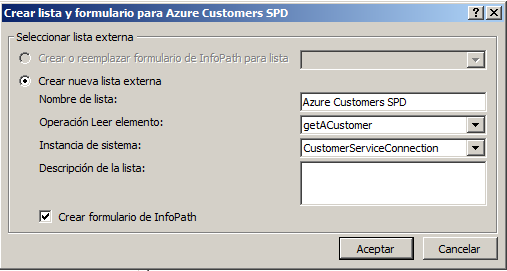 Crear lista y formulario para Azure Customers SPD
Seleccionar lista externa
Crear o reemplazar formulario de InfoPath para lista
Crear nueva lista externa
Nombre de lista:
Azure Customers SPD
Operación Leer elemento:
getACustomer
Instancia de sistema:
CustomerServiceConnection
Descripción de la lista:
Crear formulario de InfoPath
Aceptar
Cancelar